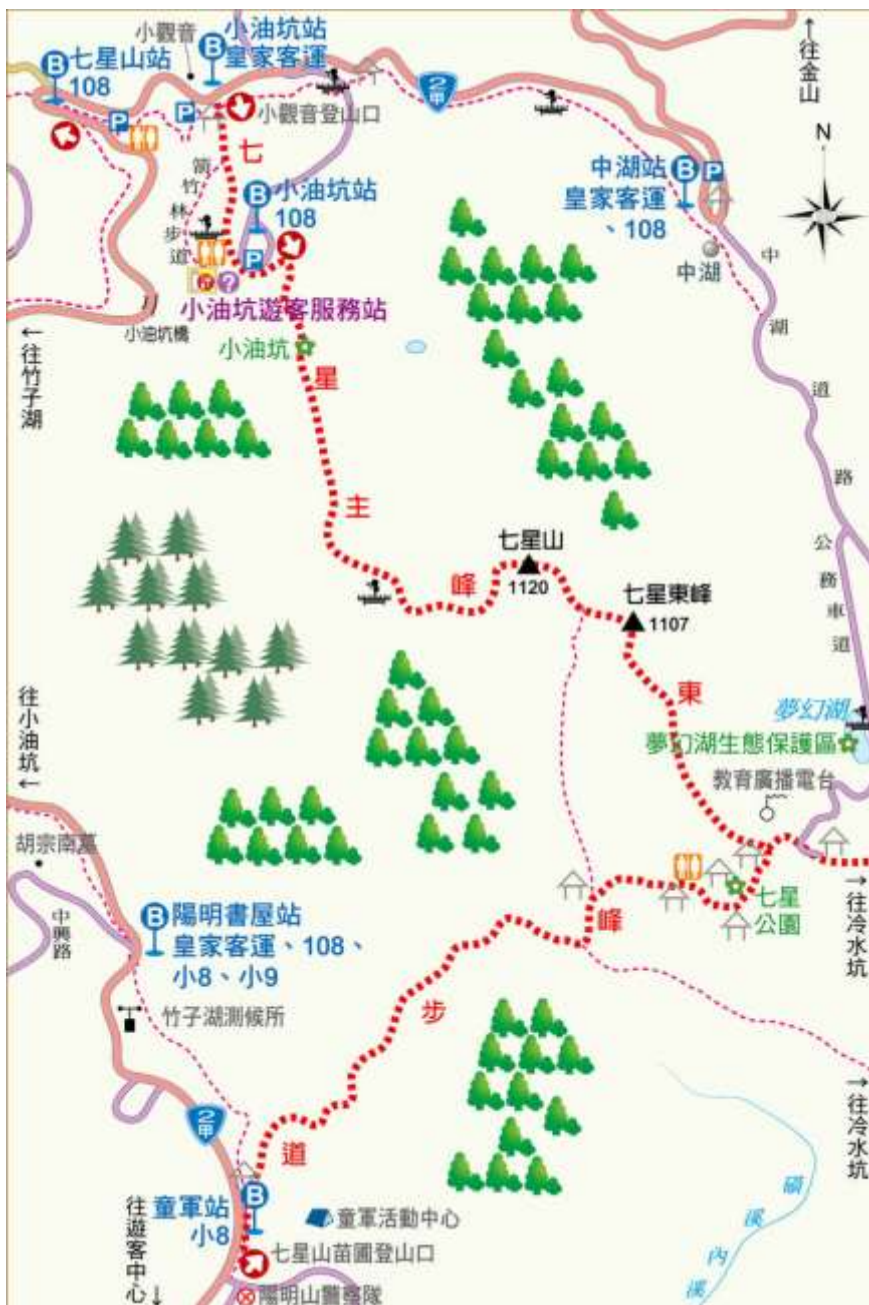 小觀音
小油坑站
皇家客運
七星山站
108
B
B
P
P
小觀音登山口
2
甲
↑往金山
N
七
箭竹林步道
小油坑站
108
B
P
?
中湖站
皇家客運
、108
B
P
中湖
中湖道路
公務車道
小油坑遊客服務站
小油坑
小油坑橋
←往竹子湖
星
主
峰
七星山
1120
七星東峰
1107
東
夢幻湖
夢幻湖生態保護區
教育廣播電台
往小油坑←
胡宗南墓
中興路
B
陽明書屋站
皇家客運、108、
小8、小9
竹子湖測候所
七星
公園
→往冷水坑
峰
步
道
→往冷水坑
2
甲
童軍站
小8
B
童軍活動中心
七星山苗圃登山口
陽明山警察隊
往遊客中心↓
磺溪內溪